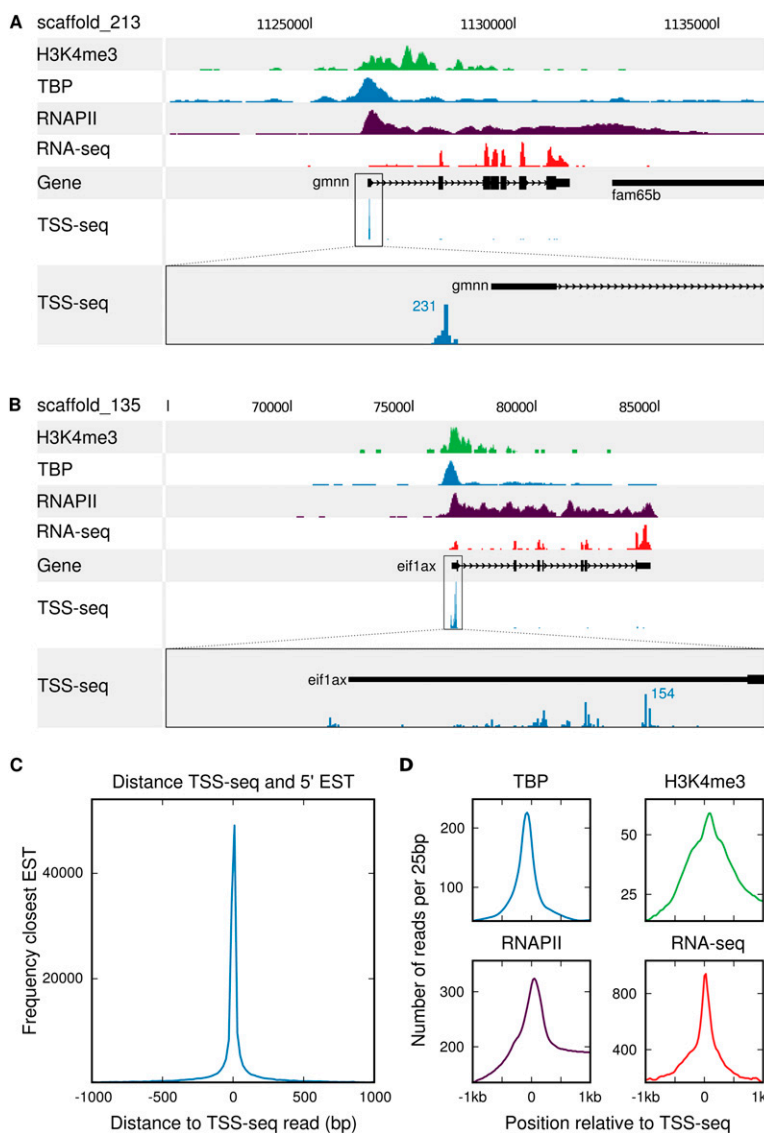 A scaffold_213 1125000 1130000 1135000
H3K4me3
TBP
RNAPII
RNA-seq
Gene gmnn fam65b
TSS-seq
TSS-seq gmnn 231
B scaffold_135 70000 75000 80000 85000
H3K4me3
TBP
RNAPII
RNA-seq
Gene eif1ax
TSS-seq
TSS-seq eif1ax 154
C
Distance TSS-seq and 5' EST
Frequency closest EST
40000
20000
-1000 -500 0 500 1000
Distance to TSS-seq read (bp)
D
Number of reads per 25bp
TBP
200
100
H3K4me3
50
25
RNAPII
300
200
-1kb 0 1kb
RNA-seq
800
400
-1kb 0 1k
Position relative to TSS-seq